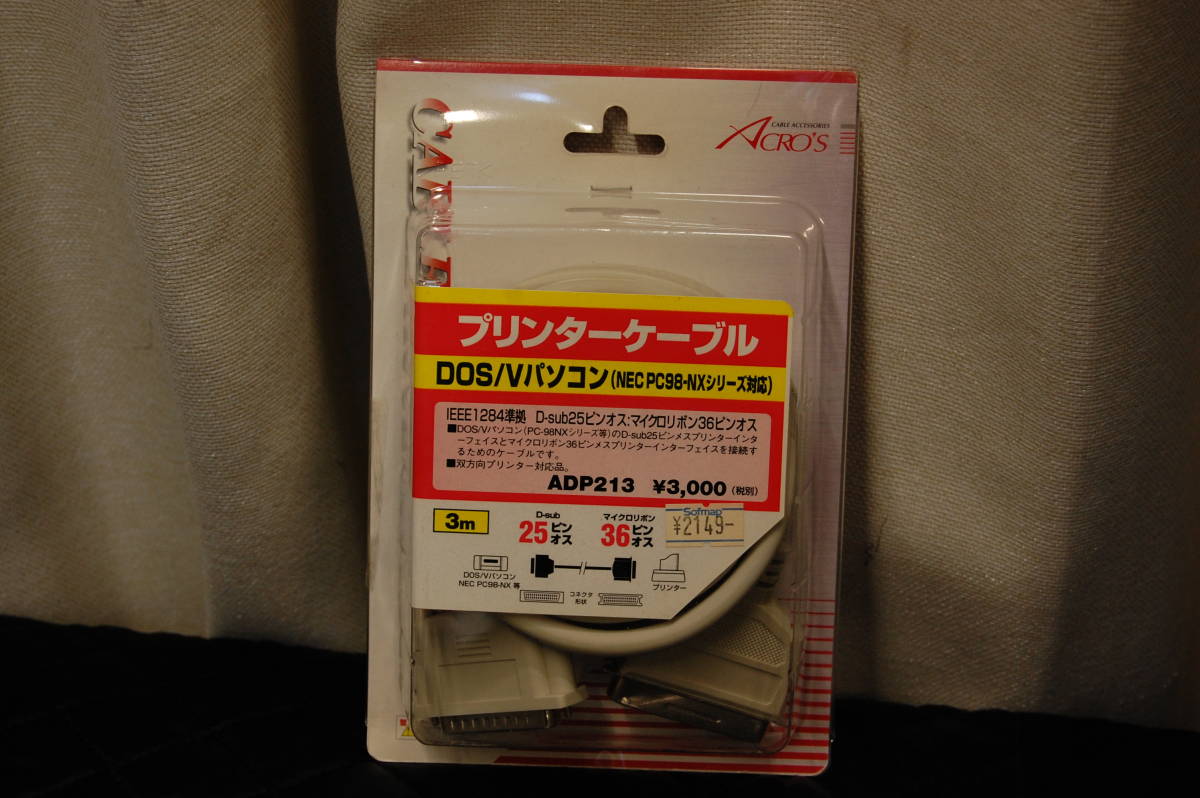 CABLE ACCESSORIES
ACRO'S
プリンターケーブル
DOS/Vパソコン(NEC PC98-NXシリーズ対応)
IEEE1284準拠 D-sub25ピンオス:マイクロリボン36ピンオス
■DOS/Vパソコン(PC-98NXシリーズ等)のD-sub25ピンメスプリンターインタ
ーフェイスとマイクロリボン36ピンメスプリンターインターフェイスを接続す
るためのケーブルです。
■双方向プリンター対応品。
ADP213 ¥3,000(税別)
3m
D-sub
25ピンオス
マイクロリボン
36ピンオス
Sofmap
¥2149-
DOS/Vパソコン
NEC PC98-NX 等
コネクタ
形状
プリンター